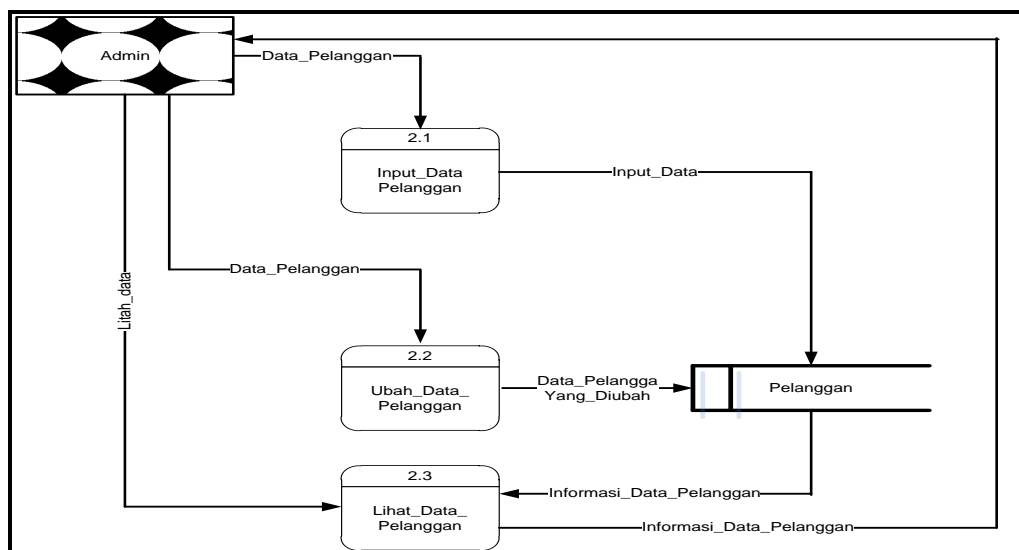 Admin
Data_Pelanggan
2.1
Input_Data
Pelanggan
Input_Data
Data_Pelanggan
Litah_data
2.2
Ubah_Data_
Pelanggan
Data_Pelangga
Yang_Diubah
Pelanggan
2.3
Lihat_Data_
Pelanggan
Informasi_Data_Pelanggan
Informasi_Data_Pelanggan